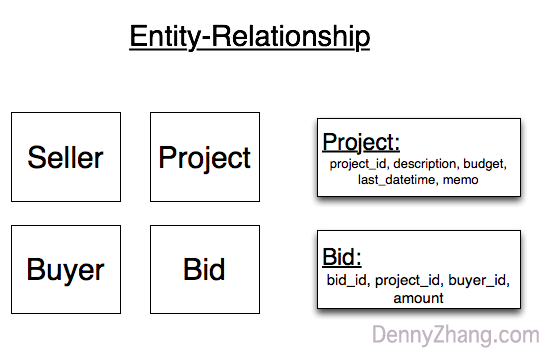 Entity-Relationship
Seller
Project
Project:
project_id, description, budget,
last_datetime, memo
Buyer
Bid
Bid:
bid_id, project_id, buyer_id,
amount
DennyZhang.com